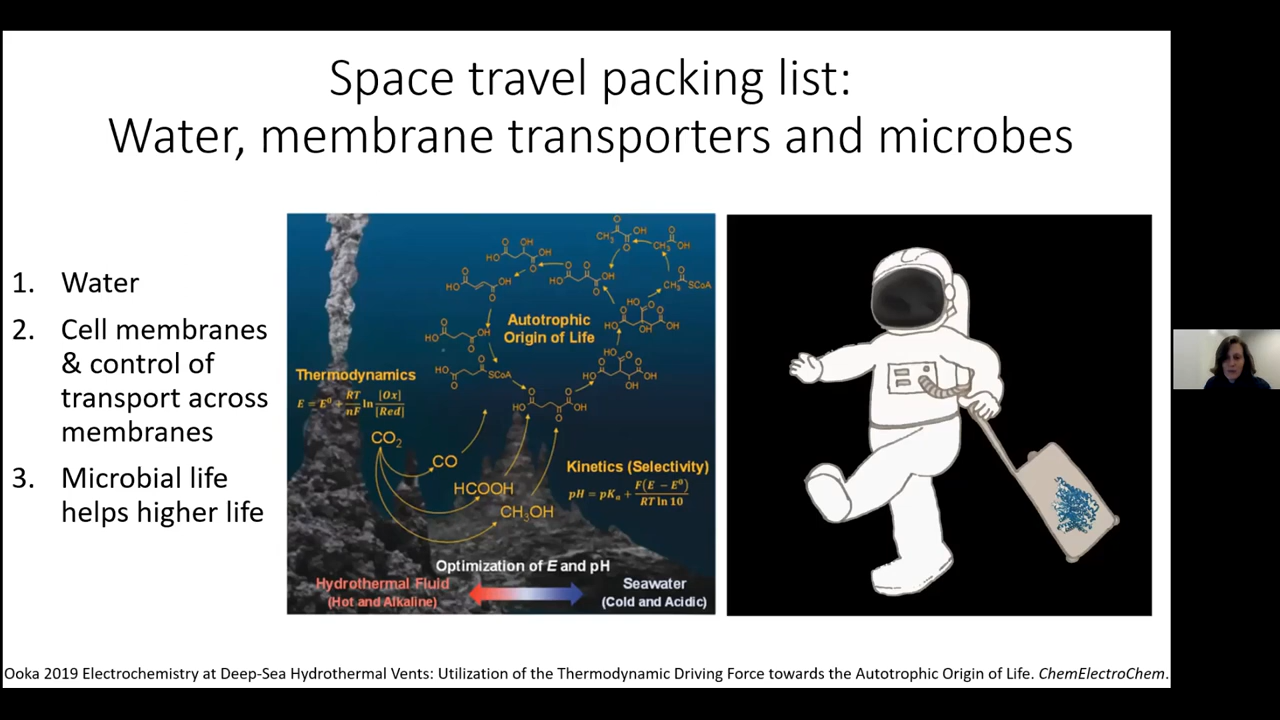 Space travel packing list:
Water, membrane transporters and microbes
1. Water
2. Cell membranes
& control of
transport across
membranes
3. Microbial life
helps higher life
Autotrophic
Origin of Life
Thermodynamics
E = E⁰ + RT/nF ln [Ox]/[Red]
CO₂
CO
HCOOH
CH₃OH
Kinetics (Selectivity)
pH = pKₐ + F(E − E⁰)/RT ln 10
Optimization of E and pH
Hydrothermal Fluid
(Hot and Alkaline)
Seawater
(Cold and Acidic)
Ooka 2019 Electrochemistry at Deep-Sea Hydrothermal Vents: Utilization of the Thermodynamic Driving Force towards the Autotrophic Origin of Life. ChemElectroChem.